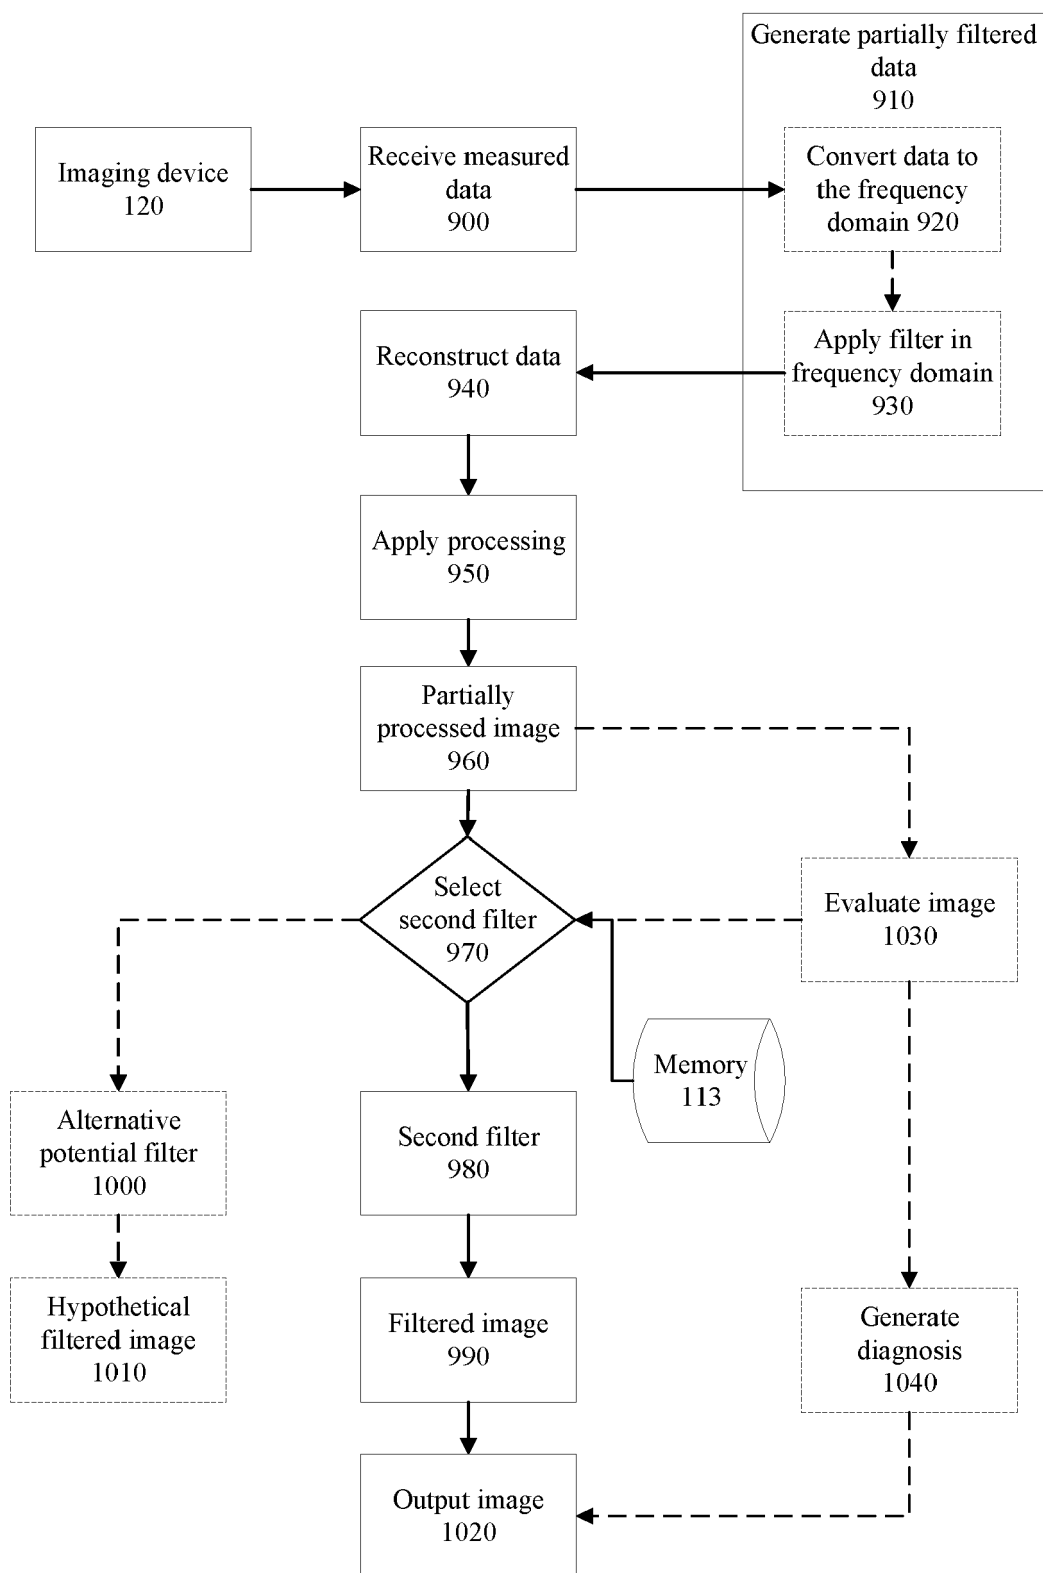 Generate partially filtered
data
910
Imaging device
120
Receive measured
data
900
Convert data to
the frequency
domain 920
Reconstruct data
940
Apply filter in
frequency domain
930
Apply processing
950
Partially
processed image
960
Select
second filter
970
Evaluate image
1030
Memory
113
Alternative
potential filter
1000
Second filter
980
Hypothetical
filtered image
1010
Filtered image
990
Generate
diagnosis
1040
Output image
1020